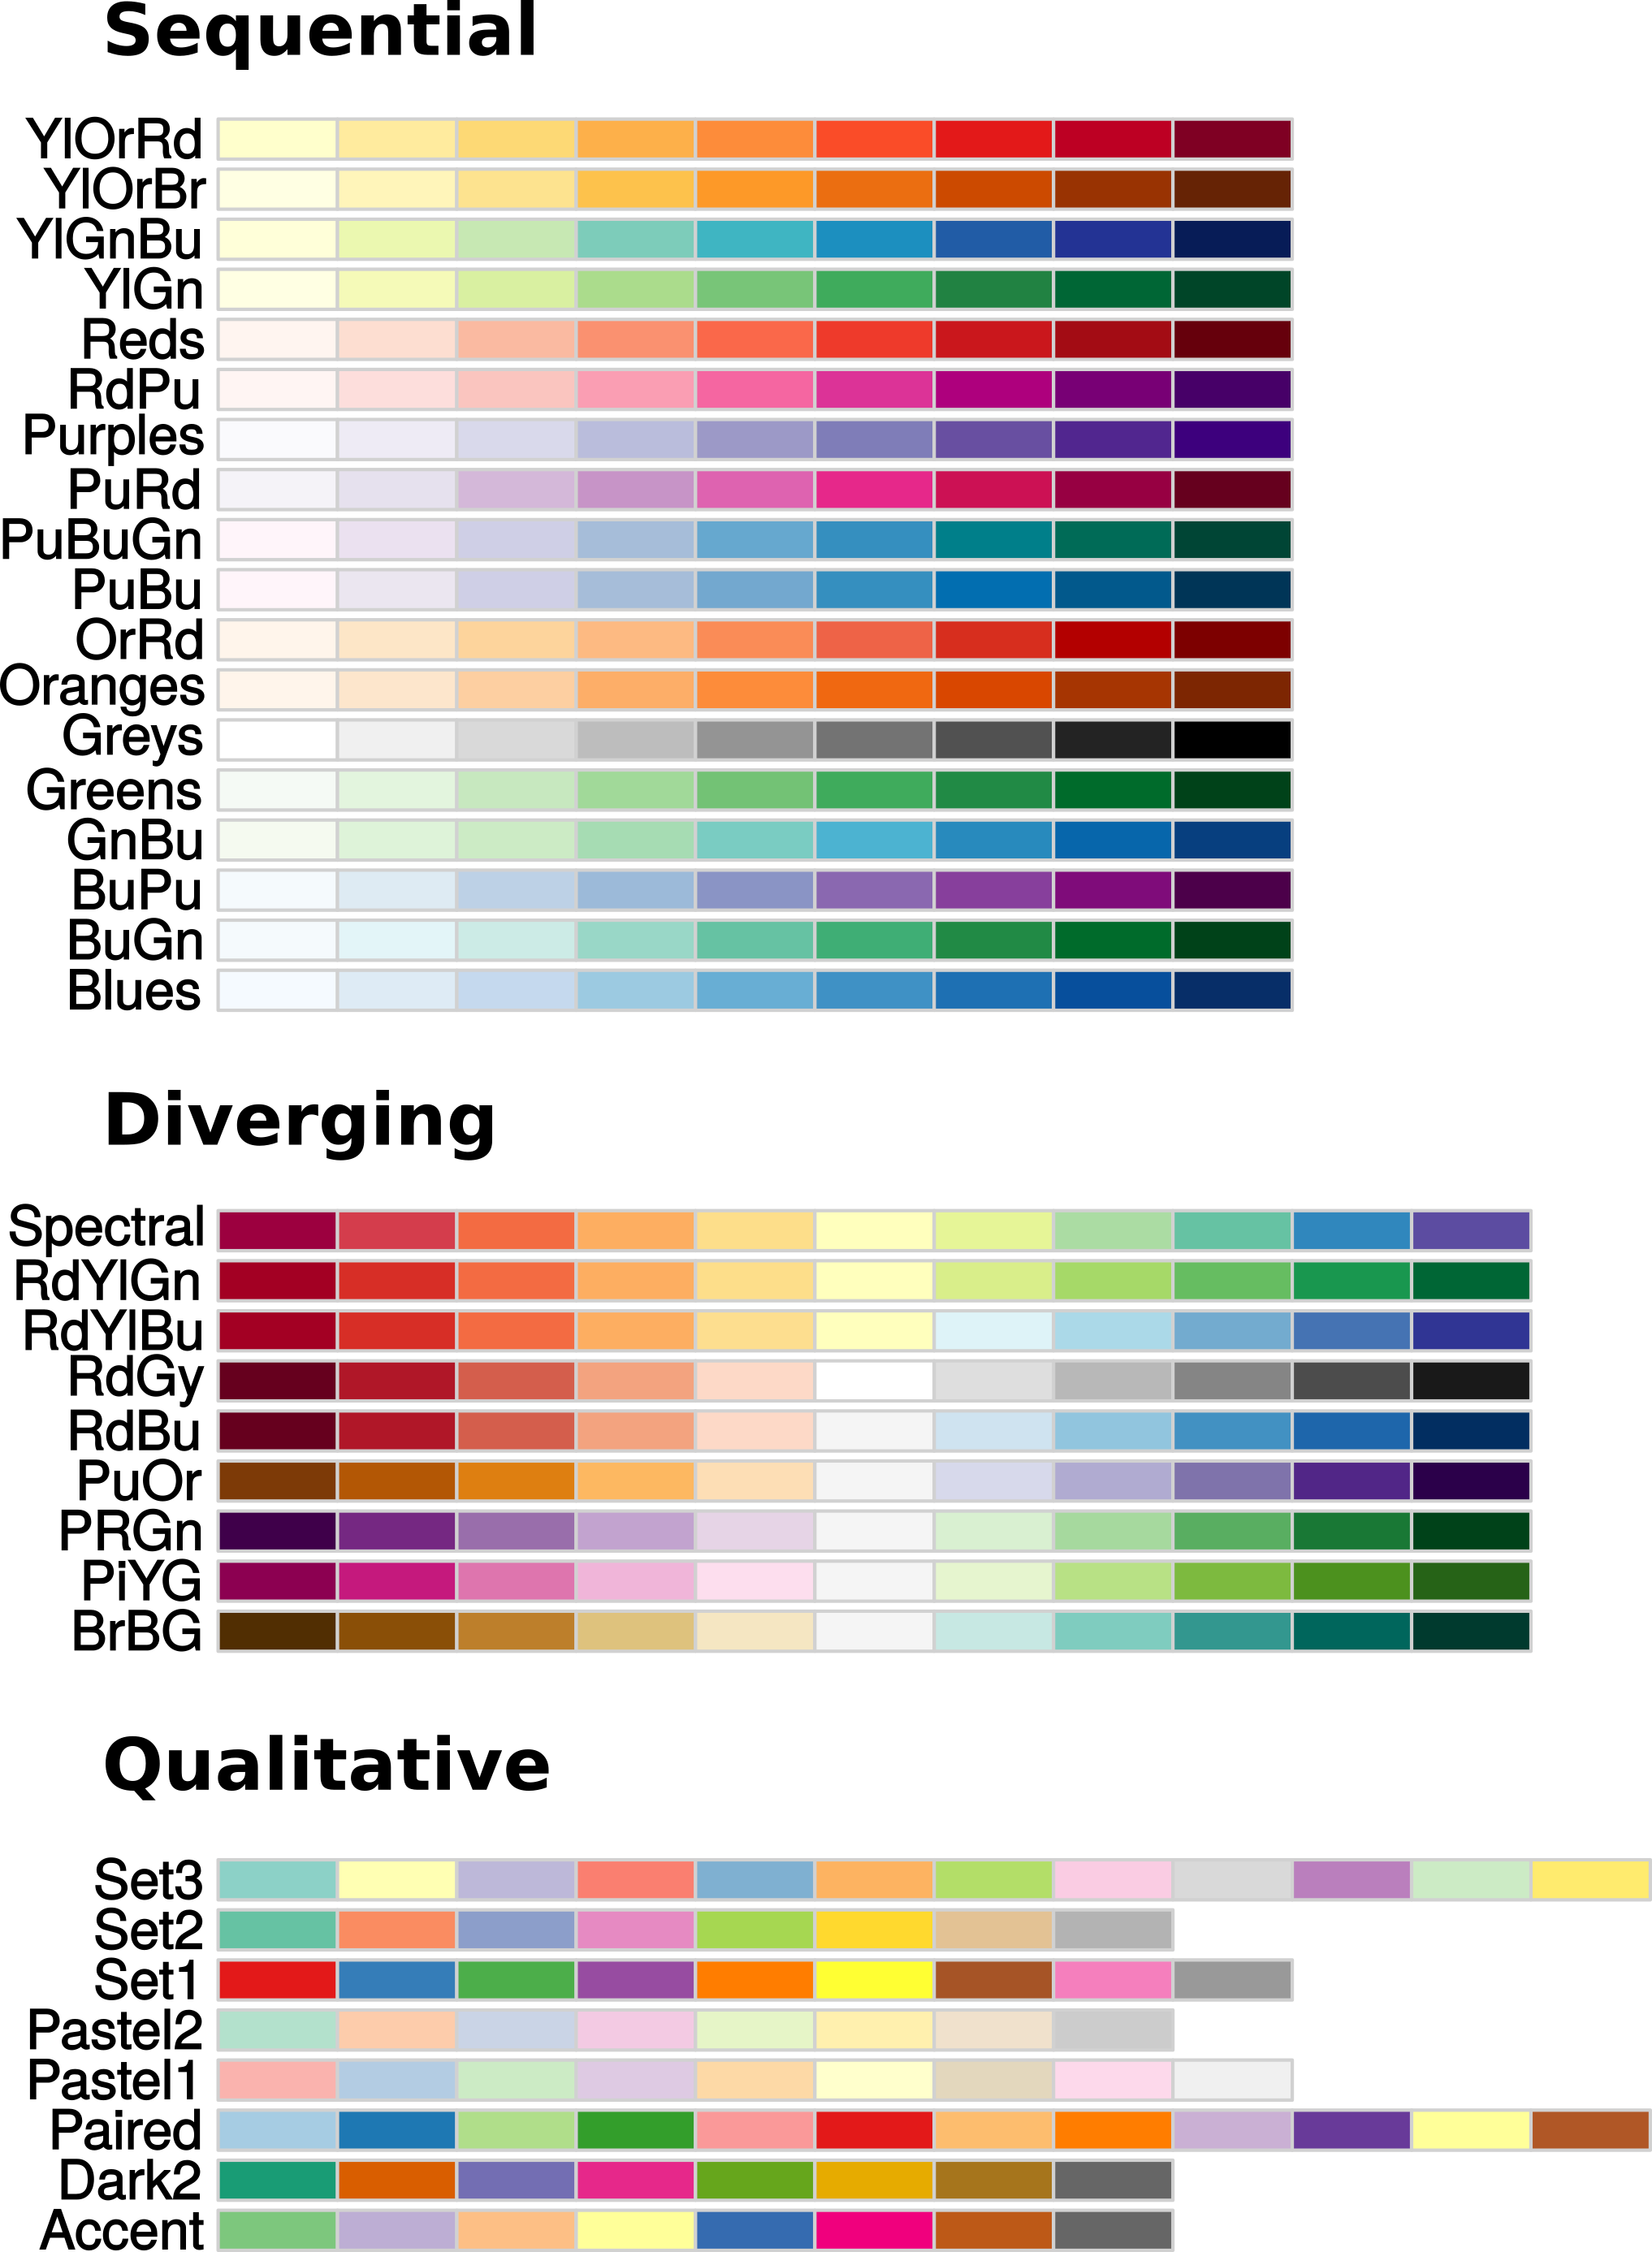 Sequential
YlOrRd
YlOrBr
YlGnBu
YlGn
Reds
RdPu
Purples
PuRd
PuBuGn
PuBu
OrRd
Oranges
Greys
Greens
GnBu
BuPu
BuGn
Blues
Diverging
Spectral
RdYlGn
RdYlBu
RdGy
RdBu
PuOr
PRGn
PiYG
BrBG
Qualitative
Set3
Set2
Set1
Pastel2
Pastel1
Paired
Dark2
Accent